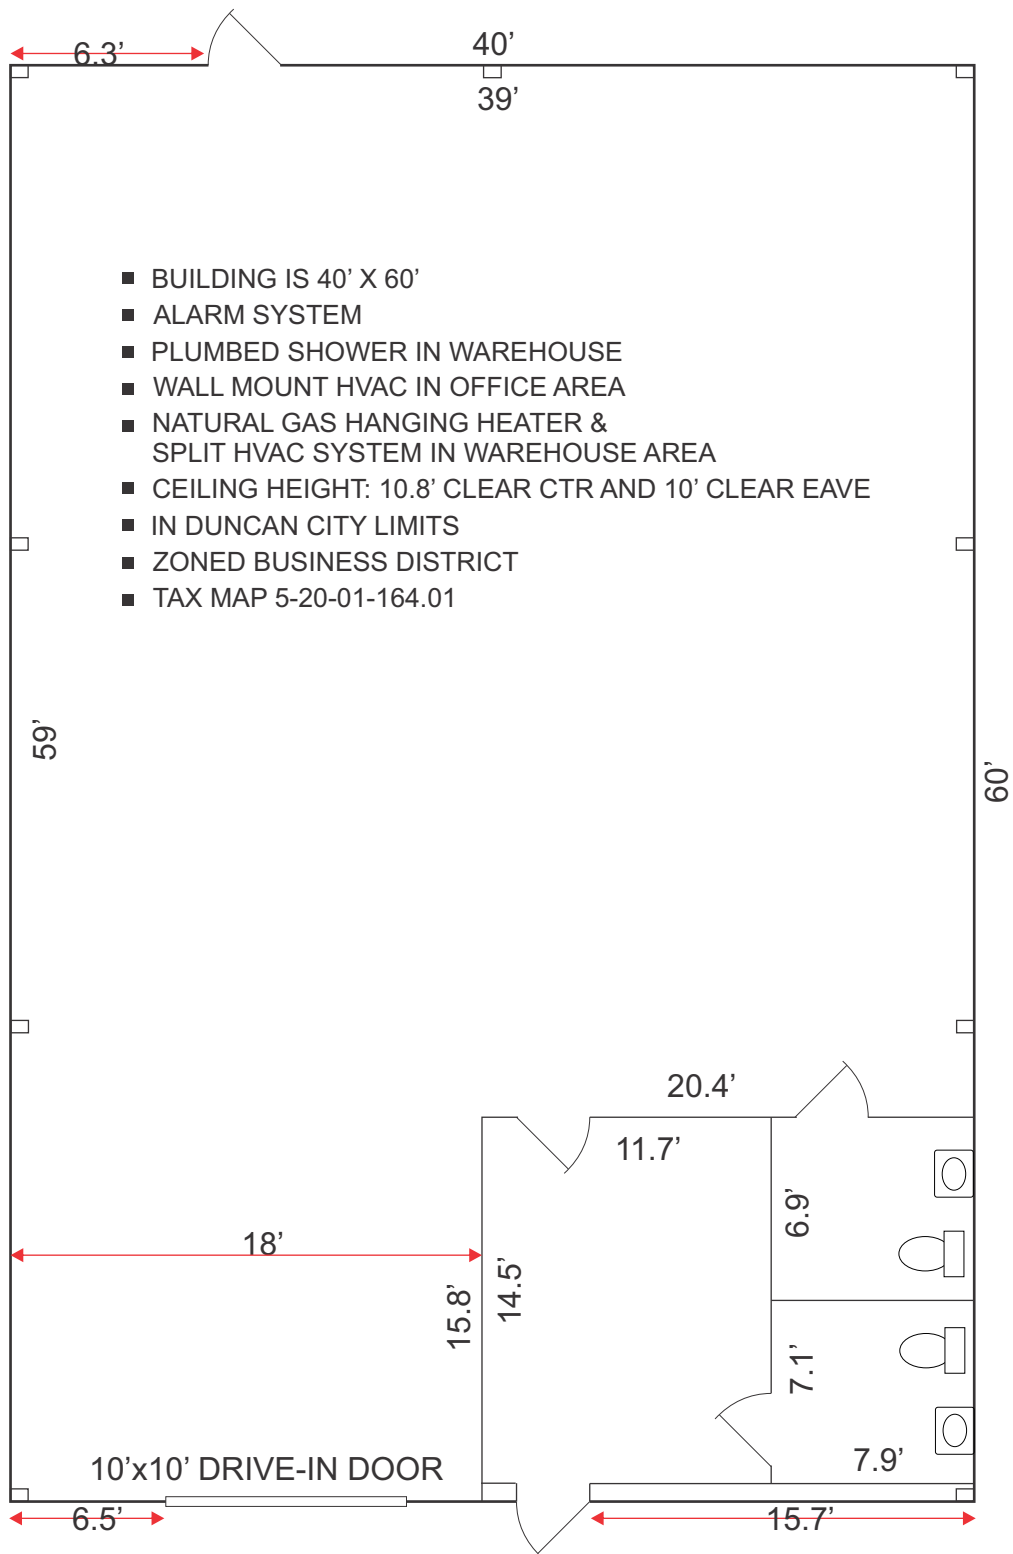 6.3’
40’
39’
■ BUILDING IS 40’ X 60’
■ ALARM SYSTEM
■ PLUMBED SHOWER IN WAREHOUSE
■ WALL MOUNT HVAC IN OFFICE AREA
■ NATURAL GAS HANGING HEATER &
SPLIT HVAC SYSTEM IN WAREHOUSE AREA
■ CEILING HEIGHT: 10.8’ CLEAR CTR AND 10’ CLEAR EAVE
■ IN DUNCAN CITY LIMITS
■ ZONED BUSINESS DISTRICT
■ TAX MAP 5-20-01-164.01
59’
60’
20.4’
11.7’
6.9’
18’
15.8’
14.5’
7.1’
7.9’
10’x10’ DRIVE-IN DOOR
6.5’
15.7’